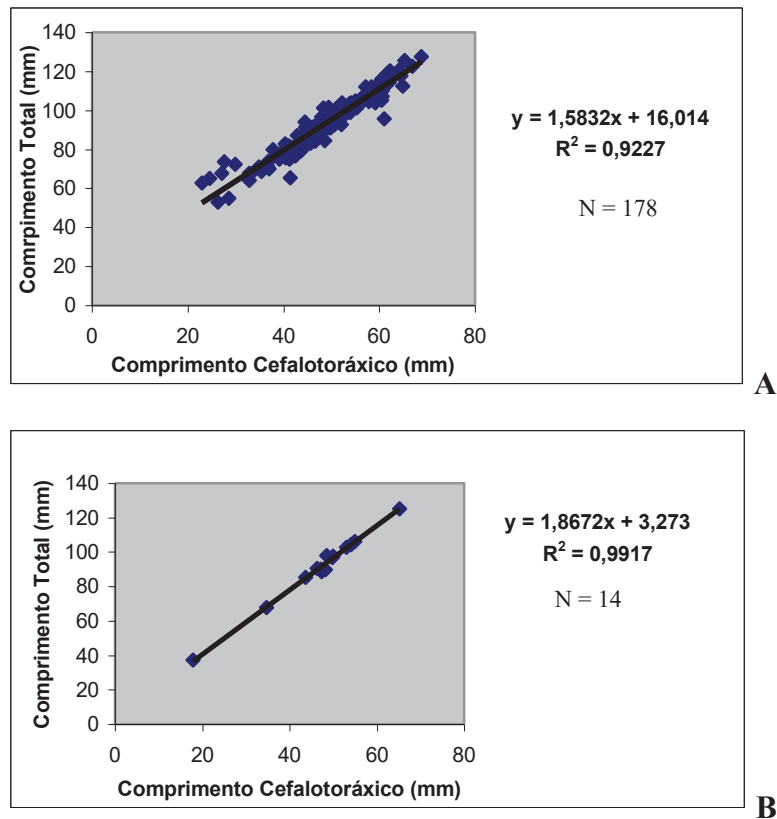 140
120
100
80
60
40
20
0
Comrpimento Total (mm)
0 20 40 60 80
Comprimento Cefalotoráxico (mm)
y = 1,5832x + 16,014
R² = 0,9227
N = 178
A
140
120
100
80
60
40
20
0
Comprimento Total (mm)
0 20 40 60 80
Comprimento Cefalotoráxico (mm)
y = 1,8672x + 3,273
R² = 0,9917
N = 14
B